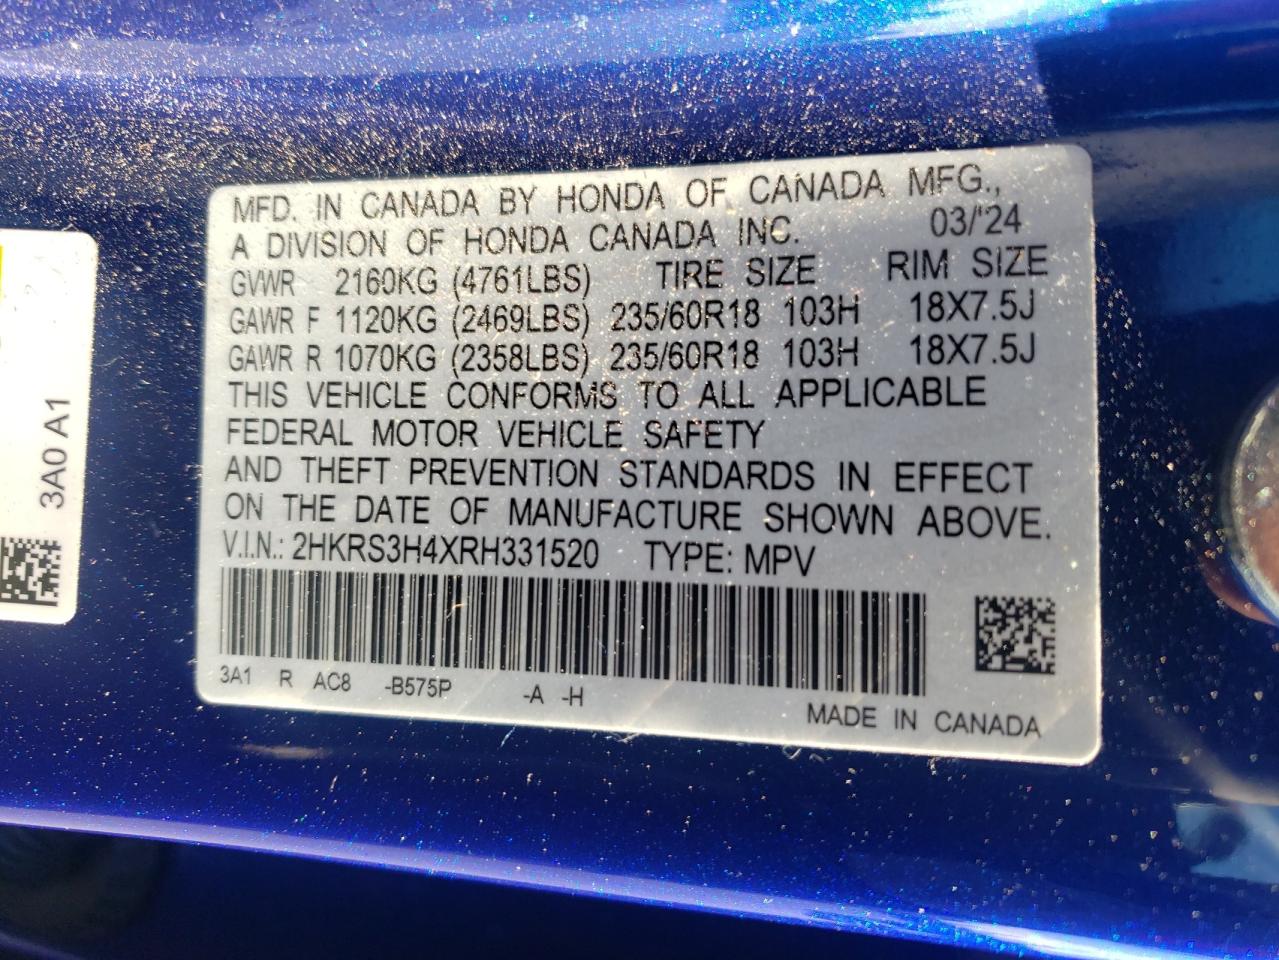 MFD. IN CANADA BY HONDA OF CANADA MFG.,
A DIVISION OF HONDA CANADA INC. 03/'24
GVWR 2160KG (4761LBS) TIRE SIZE RIM SIZE
GAWR F 1120KG (2469LBS) 235/60R18 103H 18X7.5J
GAWR R 1070KG (2358LBS) 235/60R18 103H 18X7.5J
THIS VEHICLE CONFORMS TO ALL APPLICABLE
FEDERAL MOTOR VEHICLE SAFETY
AND THEFT PREVENTION STANDARDS IN EFFECT
ON THE DATE OF MANUFACTURE SHOWN ABOVE.
V.I.N.: 2HKRS3H4XRH331520 TYPE: MPV
3A1 R AC8 -B575P -A -H
MADE IN CANADA
3A0 A1